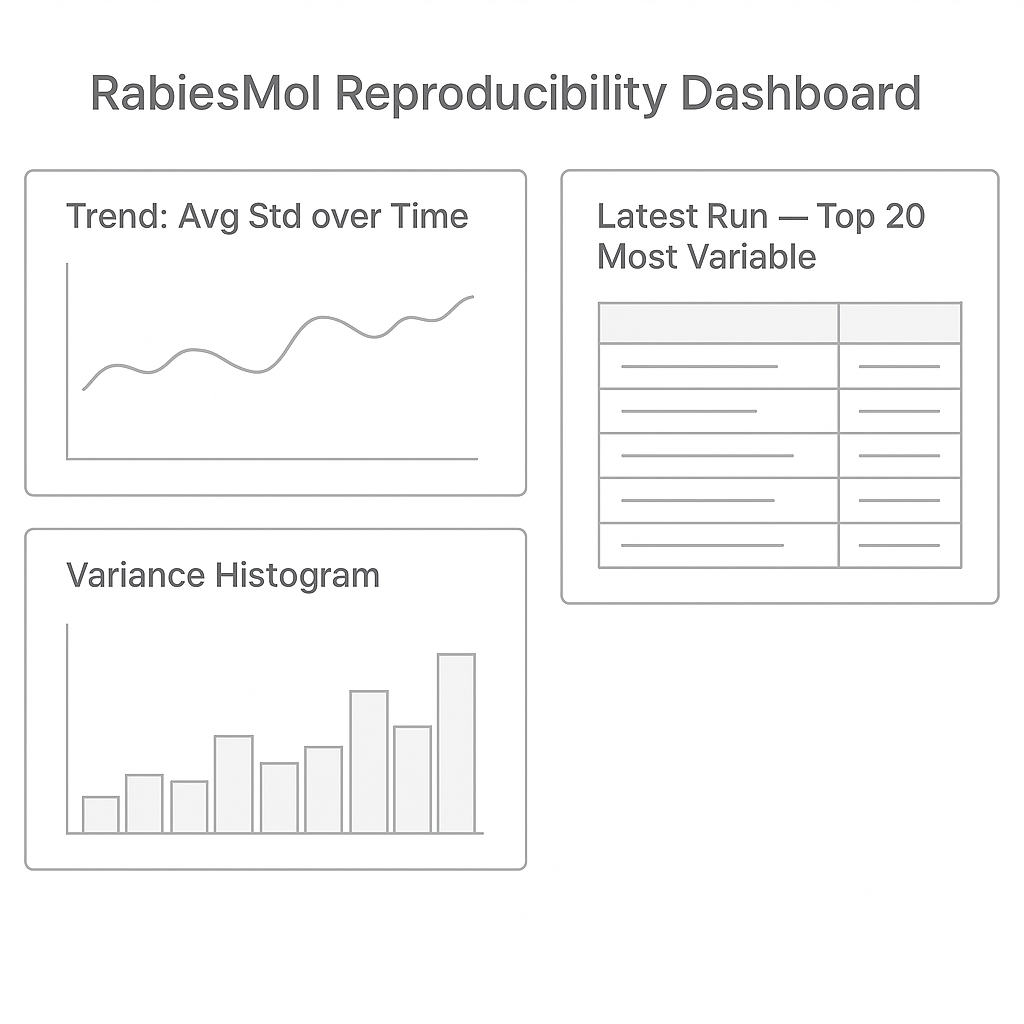 RabiesMol Reproducibility Dashboard
Trend: Avg Std over Time
Latest Run — Top 20
Most Variable
Variance Histogram